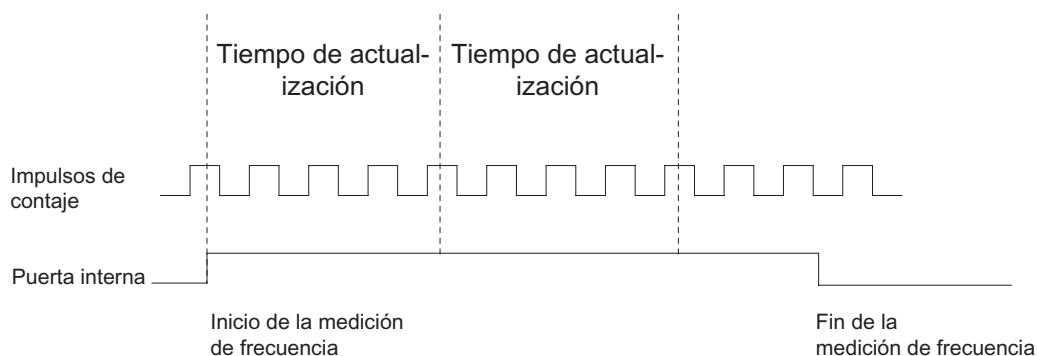 Tiempo de actual-
ización
Tiempo de actual-
ización
Impulsos de
contaje
Puerta interna
Inicio de la medición
de frecuencia
Fin de la
medición de frecuencia